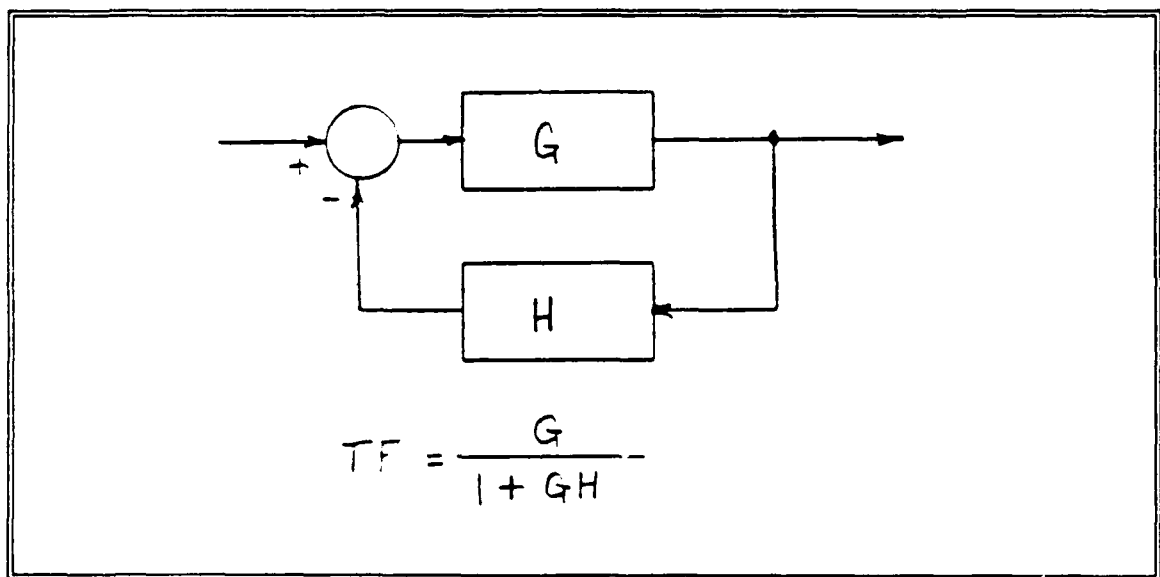 G
+
-
H
TF = G / 1 + GH